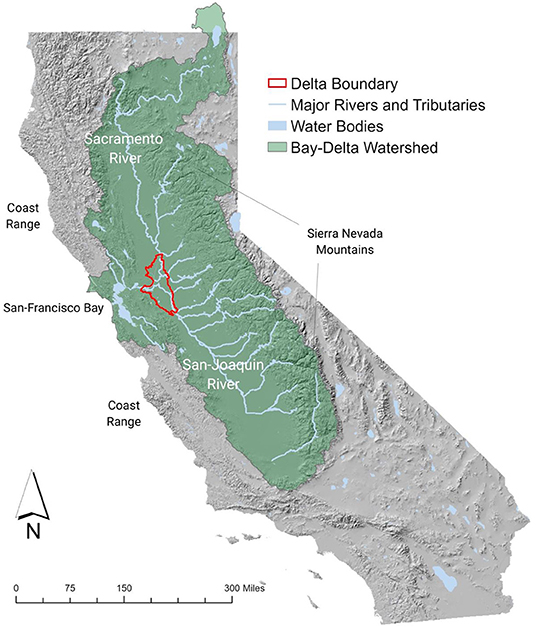 Delta Boundary
Major Rivers and Tributaries
Water Bodies
Bay-Delta Watershed
Sacramento
River
Coast
Range
Sierra Nevada
Mountains
San-Francisco Bay
San-Joaquin
River
Coast
Range
N
0 75 150 300 Miles